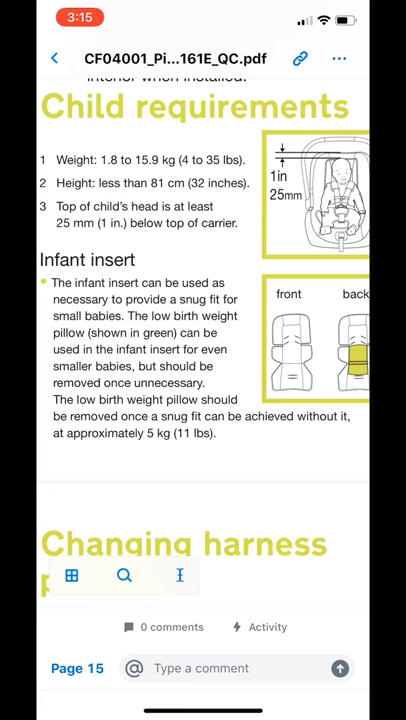 3:15
CF04001_Pi...161E_QC.pdf
interior when installed.
Child requirements
1 Weight: 1.8 to 15.9 kg (4 to 35 lbs).
2 Height: less than 81 cm (32 inches).
3 Top of child's head is at least
25 mm (1 in.) below top of carrier.
1in
25mm
Infant insert
• The infant insert can be used as
necessary to provide a snug fit for
small babies. The low birth weight
pillow (shown in green) can be
used in the infant insert for even
smaller babies, but should be
removed once unnecessary.
The low birth weight pillow should
be removed once a snug fit can be achieved without it,
at approximately 5 kg (11 lbs).
front
back
Changing harness
0 comments
Activity
Page 15
@
Type a comment